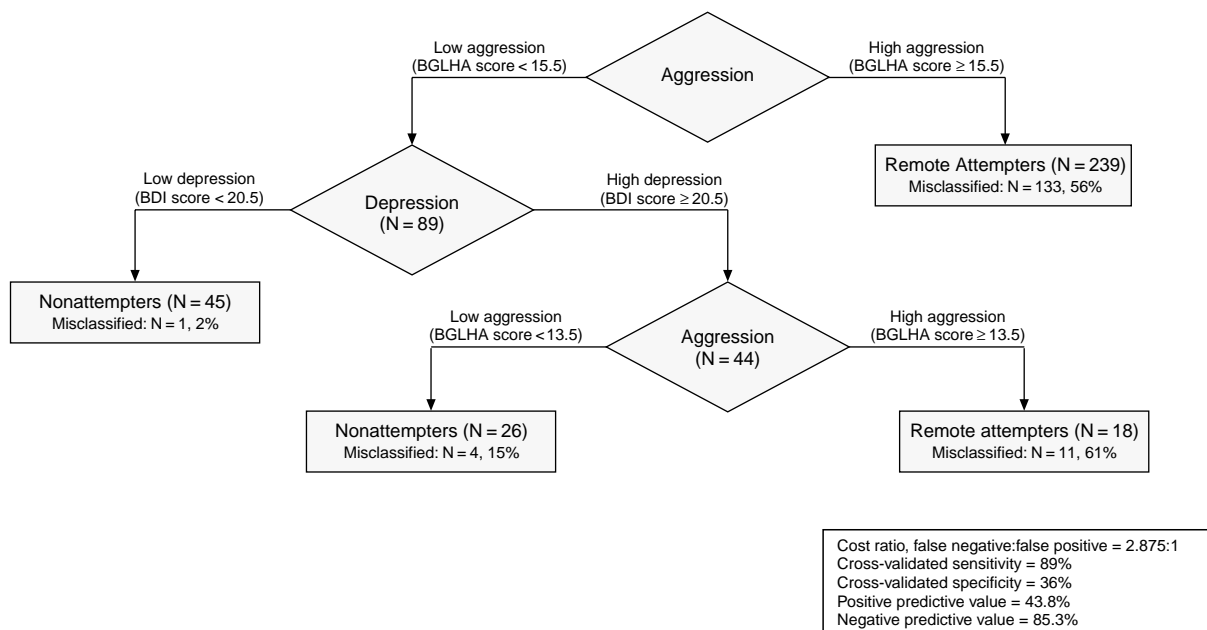 Low aggression
(BGLHA score < 15.5)
Aggression
High aggression
(BGLHA score ≥ 15.5)
Remote Attempters (N = 239)
Misclassified: N = 133, 56%
Low depression
(BDI score < 20.5)
Depression
(N = 89)
High depression
(BDI score ≥ 20.5)
Nonattempters (N = 45)
Misclassified: N = 1, 2%
Low aggression
(BGLHA score < 13.5)
Aggression
(N = 44)
High aggression
(BGLHA score ≥ 13.5)
Nonattempters (N = 26)
Misclassified: N = 4, 15%
Remote attempters (N = 18)
Misclassified: N = 11, 61%
Cost ratio, false negative:false positive = 2.875:1
Cross-validated sensitivity = 89%
Cross-validated specificity = 36%
Positive predictive value = 43.8%
Negative predictive value = 85.3%